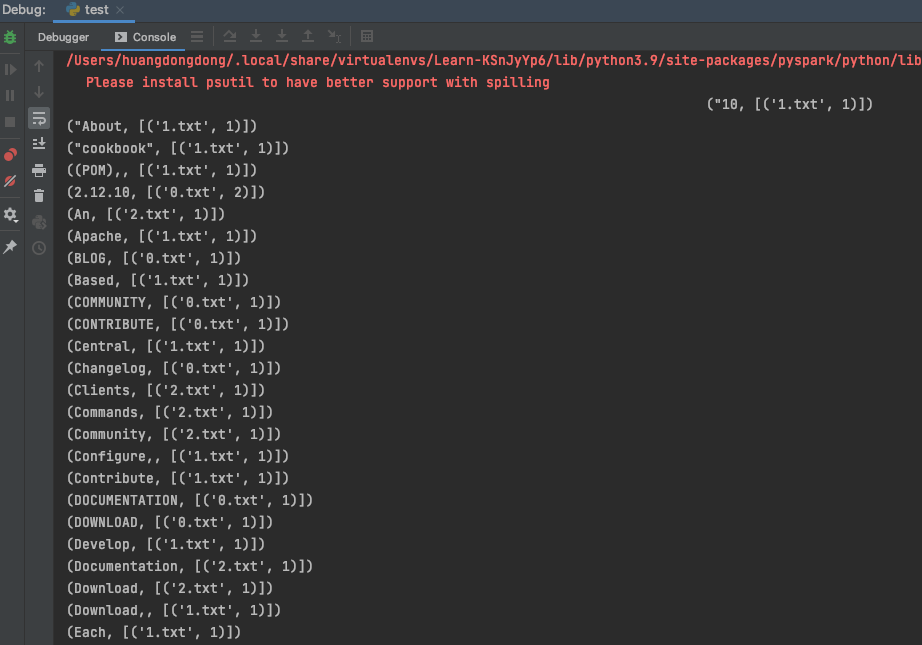 Debug: test
Debugger Console
/Users/huangdongdong/.local/share/virtualenvs/Learn-KSnJyYp6/lib/python3.9/site-packages/pyspark/python/lib
Please install psutil to have better support with spilling
("10, [('1.txt', 1)])
("About, [('1.txt', 1)])
("cookbook", [('1.txt', 1)])
((POM),, [('1.txt', 1)])
(2.12.10, [('0.txt', 2)])
(An, [('2.txt', 1)])
(Apache, [('1.txt', 1)])
(BLOG, [('0.txt', 1)])
(Based, [('1.txt', 1)])
(COMMUNITY, [('0.txt', 1)])
(CONTRIBUTE, [('0.txt', 1)])
(Central, [('1.txt', 1)])
(Changelog, [('0.txt', 1)])
(Clients, [('2.txt', 1)])
(Commands, [('2.txt', 1)])
(Community, [('2.txt', 1)])
(Configure,, [('1.txt', 1)])
(Contribute, [('1.txt', 1)])
(DOCUMENTATION, [('0.txt', 1)])
(DOWNLOAD, [('0.txt', 1)])
(Develop, [('1.txt', 1)])
(Documentation, [('2.txt', 1)])
(Download, [('2.txt', 1)])
(Download,, [('1.txt', 1)])
(Each, [('1.txt', 1)])